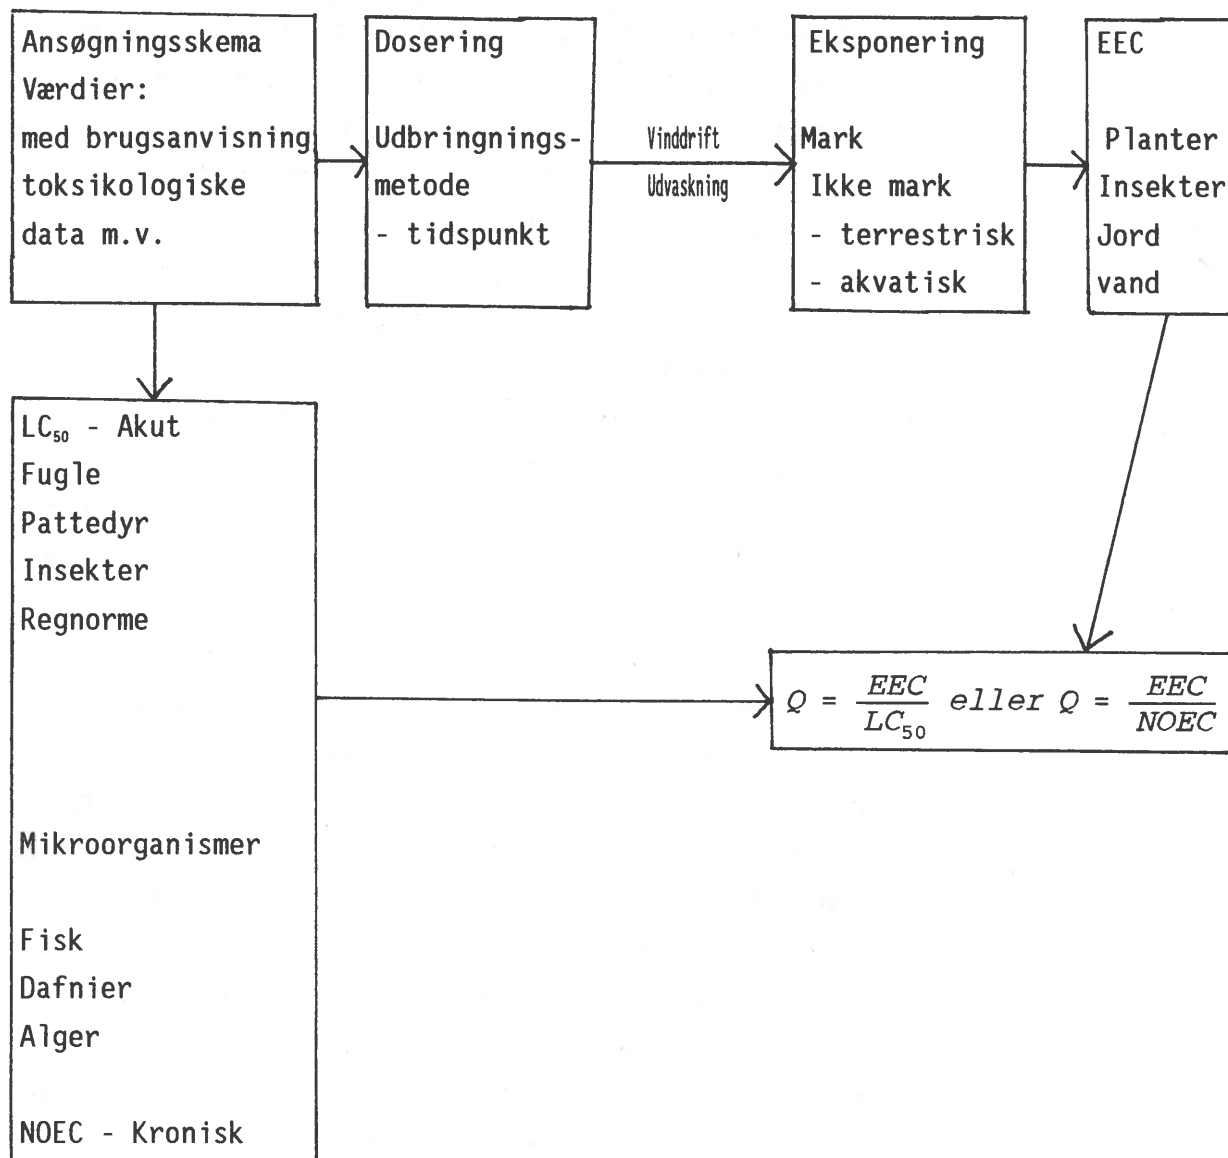 Ansøgningsskema
Værdier:
med brugsanvisning
toksikologiske
data m.v.
Dosering
Udbringnings-
metode
- tidspunkt
Vinddrift
Udvaskning
Eksponering
Mark
Ikke mark
- terrestrisk
- akvatisk
EEC
Planter
Insekter
Jord
vand
LC₅₀ - Akut
Fugle
Pattedyr
Insekter
Regnorme
Mikroorganismer
Fisk
Dafnier
Alger
NOEC - Kronisk
Q = EEC/LC₅₀ eller Q = EEC/NOEC